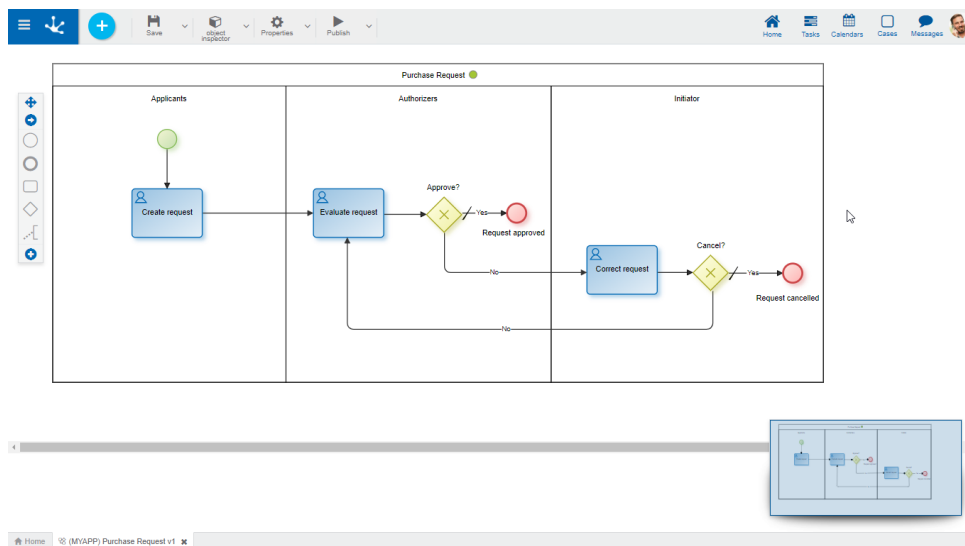 Save
object
inspector
Properties
Publish
Home
Tasks
Calendars
Cases
Messages
Purchase Request
Applicants
Authorizers
Initiator
Create request
Evaluate request
Approve?
Yes
Request approved
No
Correct request
Cancel?
Yes
Request cancelled
No
Home
(MYAPP) Purchase Request v1